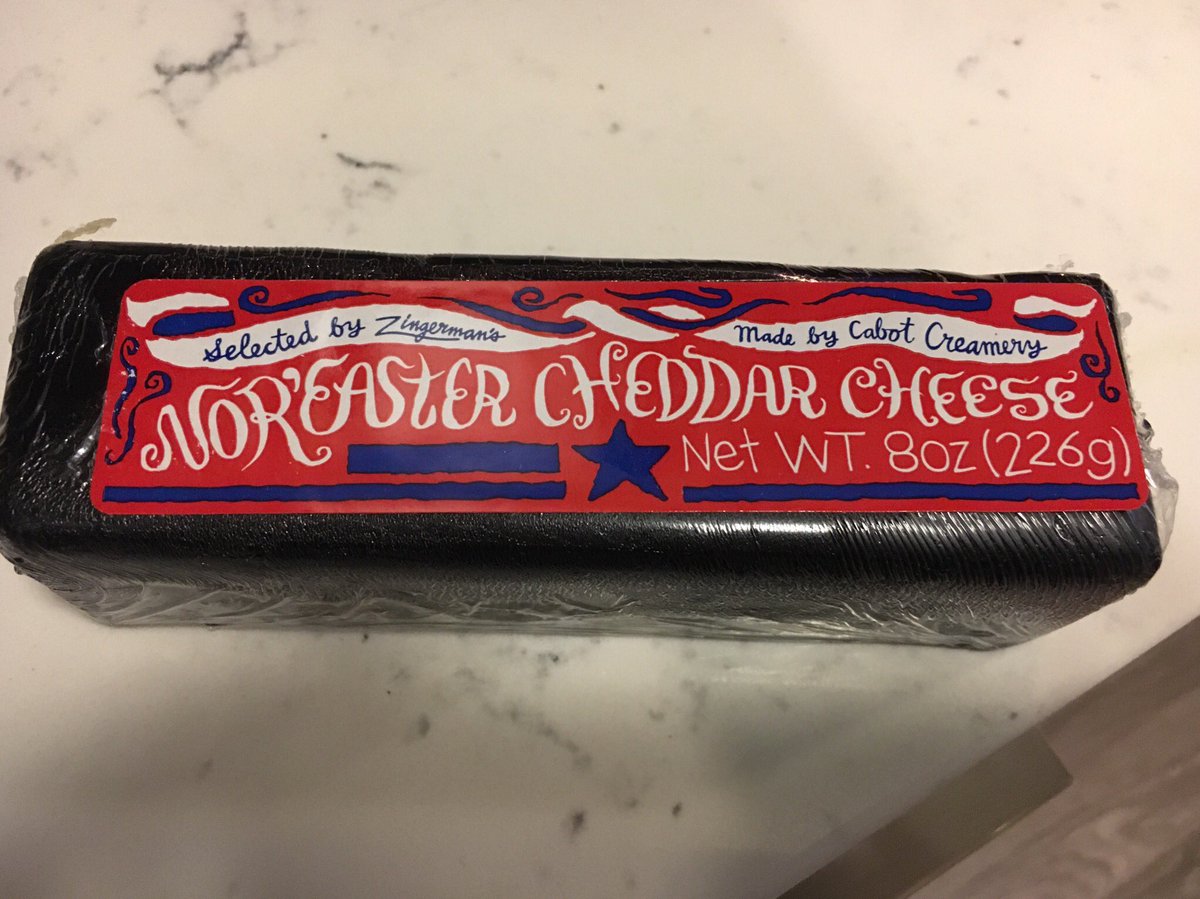 Selected by Zingerman's
Made by Cabot Creamery
NOR'EASTER CHEDDAR CHEESE
Net WT. 8oz (226g)